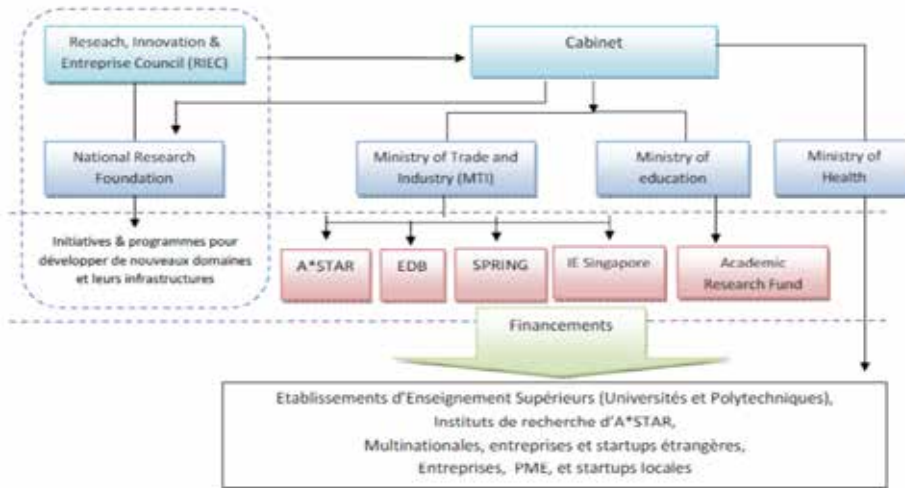 Reseach, Innovation &
Entreprise Council (RIEC)
Cabinet
National Research
Foundation
Ministry of Trade and
Industry (MTI)
Ministry of
education
Ministry of
Health
Initiatives & programmes pour
développer de nouveaux domaines
et leurs infrastructures
A*STAR
EDB
SPRING
IE Singapore
Academic
Research Fund
Financements
Etablissements d'Enseignement Supérieurs (Universités et Polytechniques),
Instituts de recherche d'A*STAR,
Multinationales, entreprises et startups étrangères,
Entreprises, PME, et startups locales